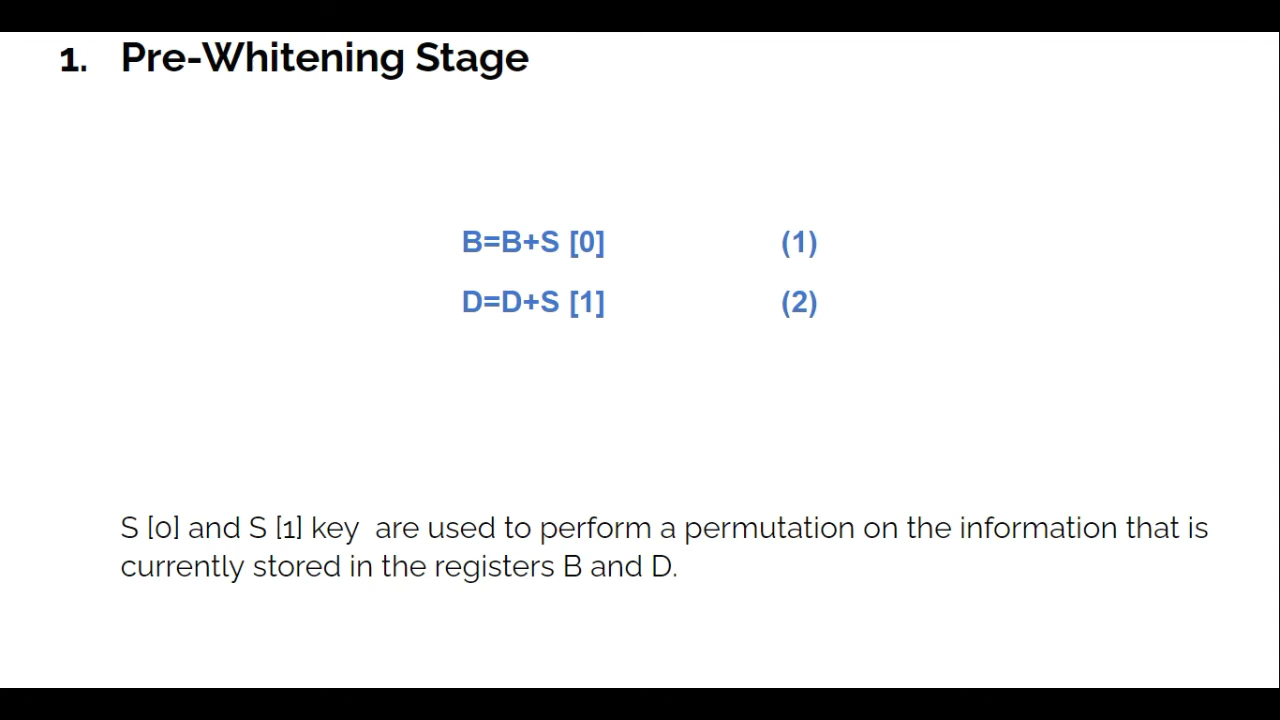 1. Pre-Whitening Stage
B=B+S [0] (1)
D=D+S [1] (2)
S [0] and S [1] key  are used to perform a permutation on the information that is
currently stored in the registers B and D.